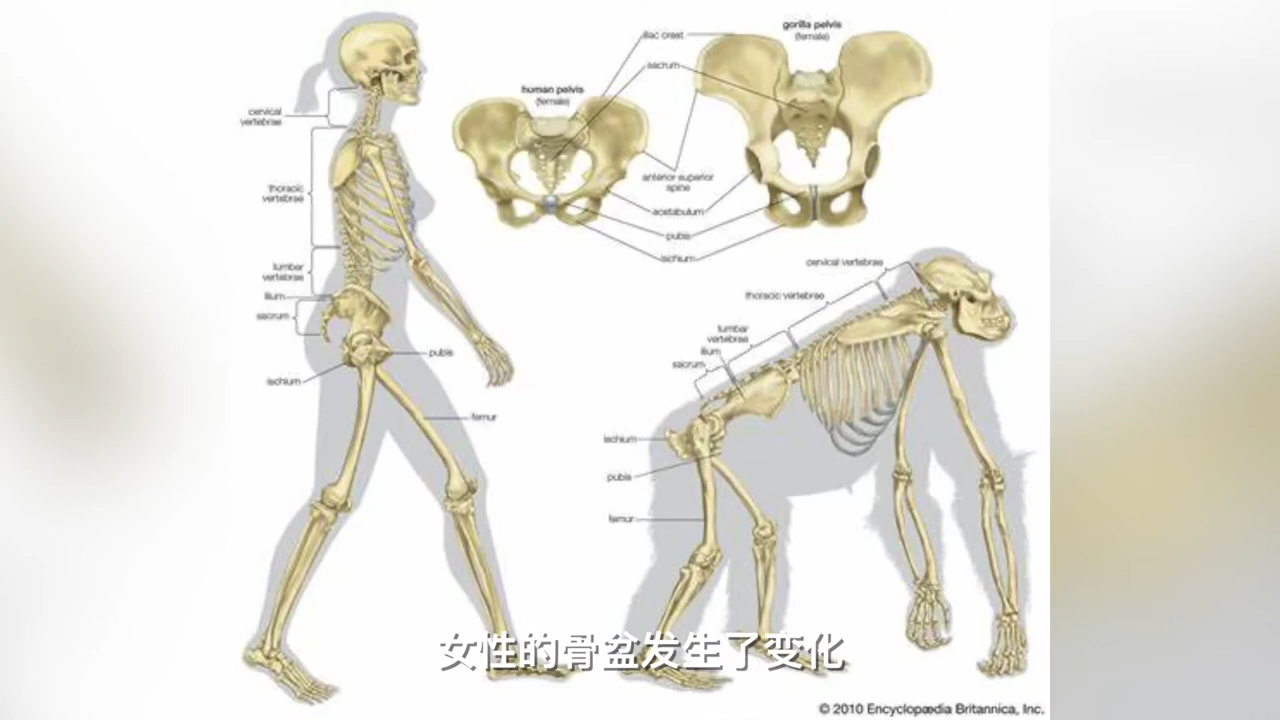 gorilla pelvis
(female)
iliac crest
sacrum
human pelvis
(female)
cervical
vertebrae
thoracic
vertebrae
anterior superior
spine
acetabulum
pubis
ischium
lumbar
vertebrae
ilium
sacrum
pubis
ischium
femur
cervical vertebrae
thoracic vertebrae
lumbar
vertebrae
ilium
sacrum
ischium
pubis
femur
女性的骨盆发生了变化
© 2010 Encyclopædia Britannica, Inc.